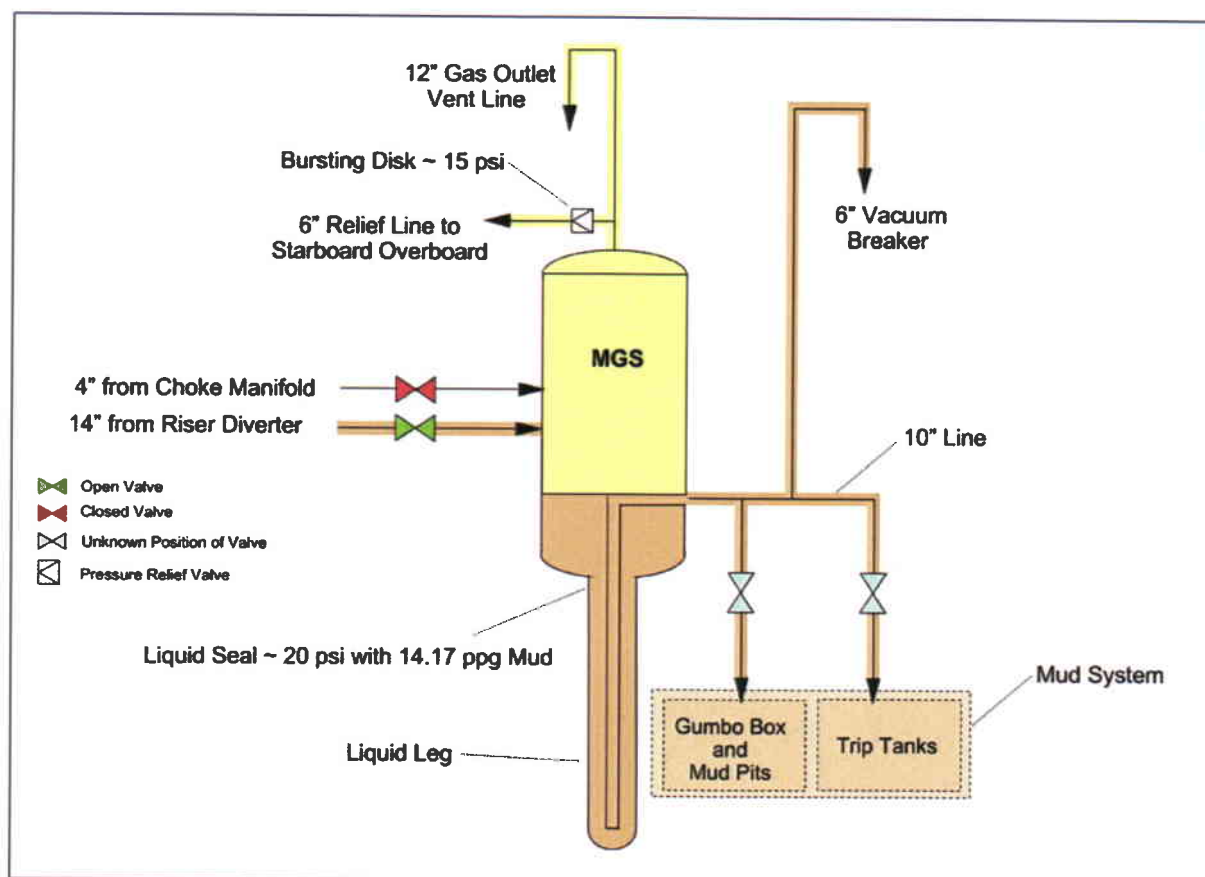 12" Gas Outlet
Vent Line
Bursting Disk ~ 15 psi
6" Relief Line to
Starboard Overboard
6" Vacuum
Breaker
MGS
4" from Choke Manifold
14" from Riser Diverter
10" Line
Open Valve
Closed Valve
Unknown Position of Valve
Pressure Relief Valve
Liquid Seal ~ 20 psi with 14.17 ppg Mud
Mud System
Gumbo Box
and
Mud Pits
Trip Tanks
Liquid Leg